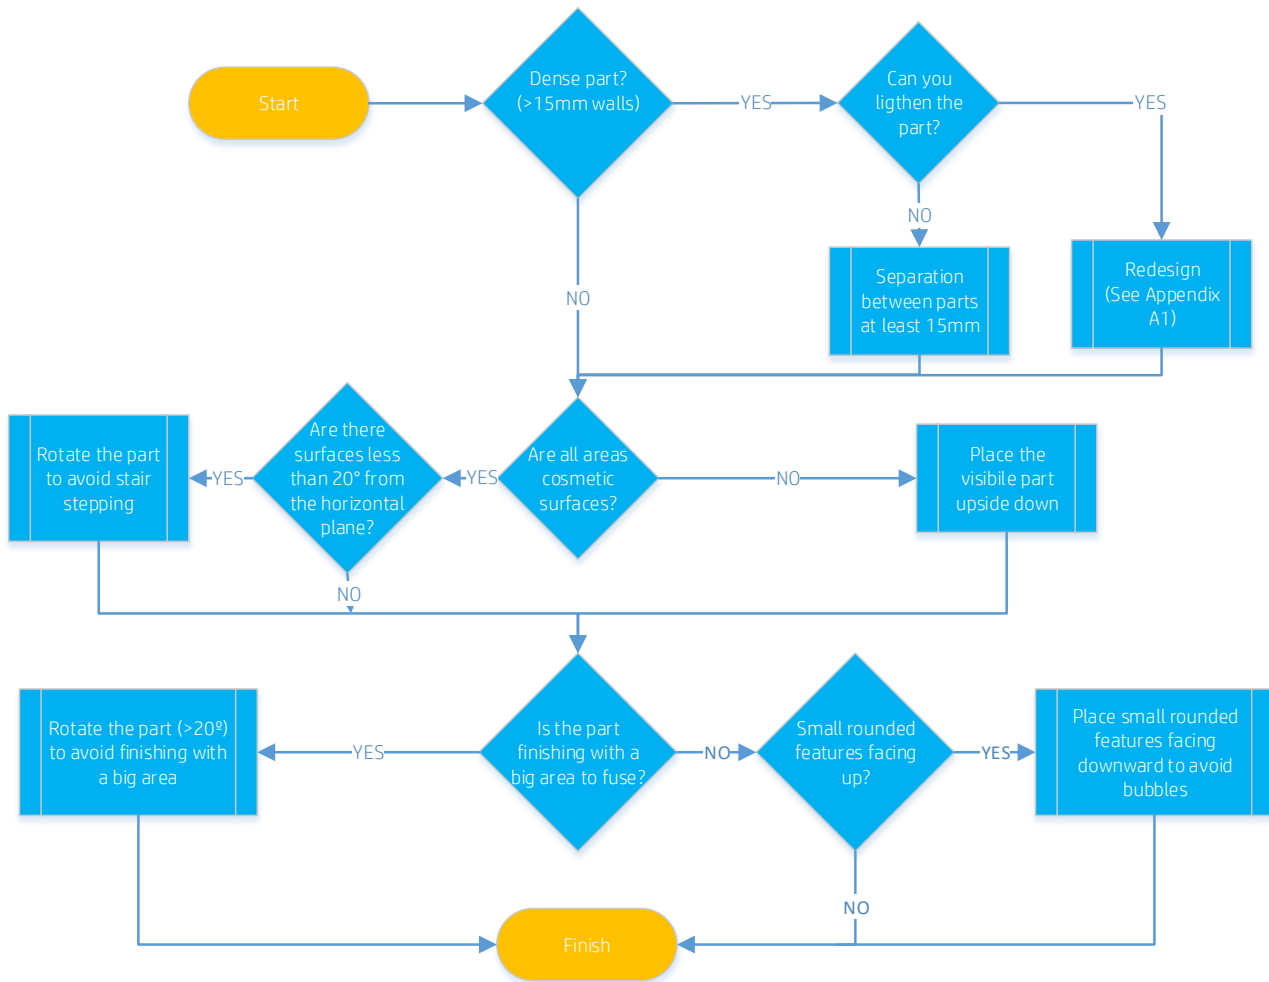 Start
Dense part?
(>15mm walls)
YES
Can you
ligthen the
part?
YES
NO
NO
Separation
between parts
at least 15mm
Redesign
(See Appendix
A1)
Rotate the part
to avoid stair
stepping
YES
Are there
surfaces less
than 20° from
the horizontal
plane?
YES
Are all areas
cosmetic
surfaces?
NO
Place the
visibile part
upside down
NO
Rotate the part (>20º)
to avoid finishing with
a big area
YES
Is the part
finishing with a
big area to fuse?
NO
Small rounded
features facing
up?
YES
Place small rounded
features facing
downward to avoid
bubbles
NO
Finish